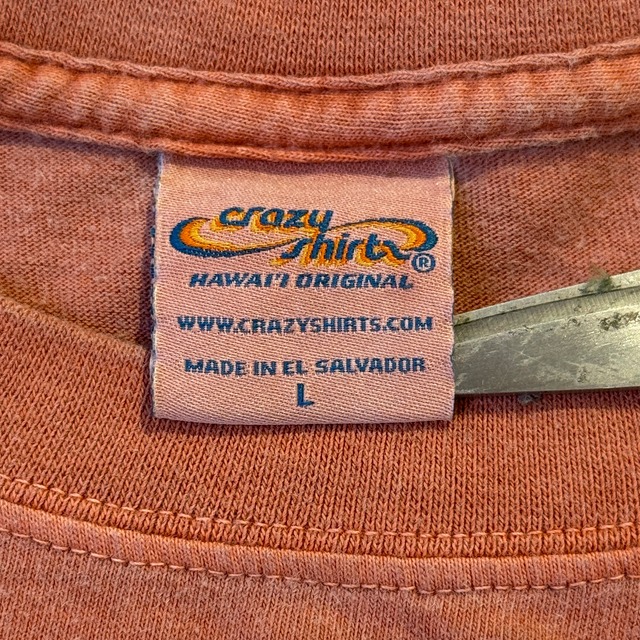 crazy
shirts®
HAWAI'I ORIGINAL
WWW.CRAZYSHIRTS.COM
MADE IN EL SALVADOR
L